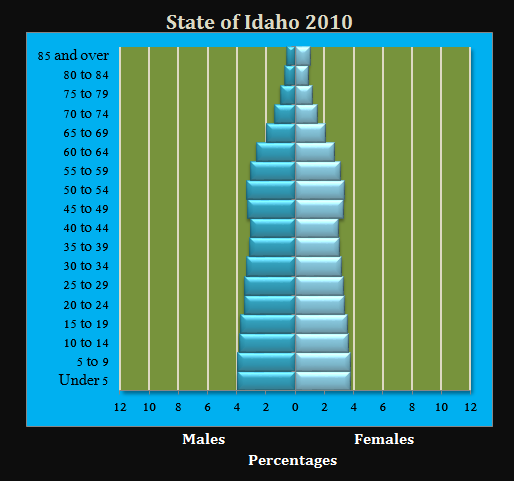 State of Idaho 2010
85 and over
80 to 84
75 to 79
70 to 74
65 to 69
60 to 64
55 to 59
50 to 54
45 to 49
40 to 44
30 to 34
30 to 34
25 to 29
20 to 24
15 to 19
10 to 14
5 to 9
Under 5
12 10 8 6 4 2 0 2 4 6 8 10 12
Males Females
Percentages